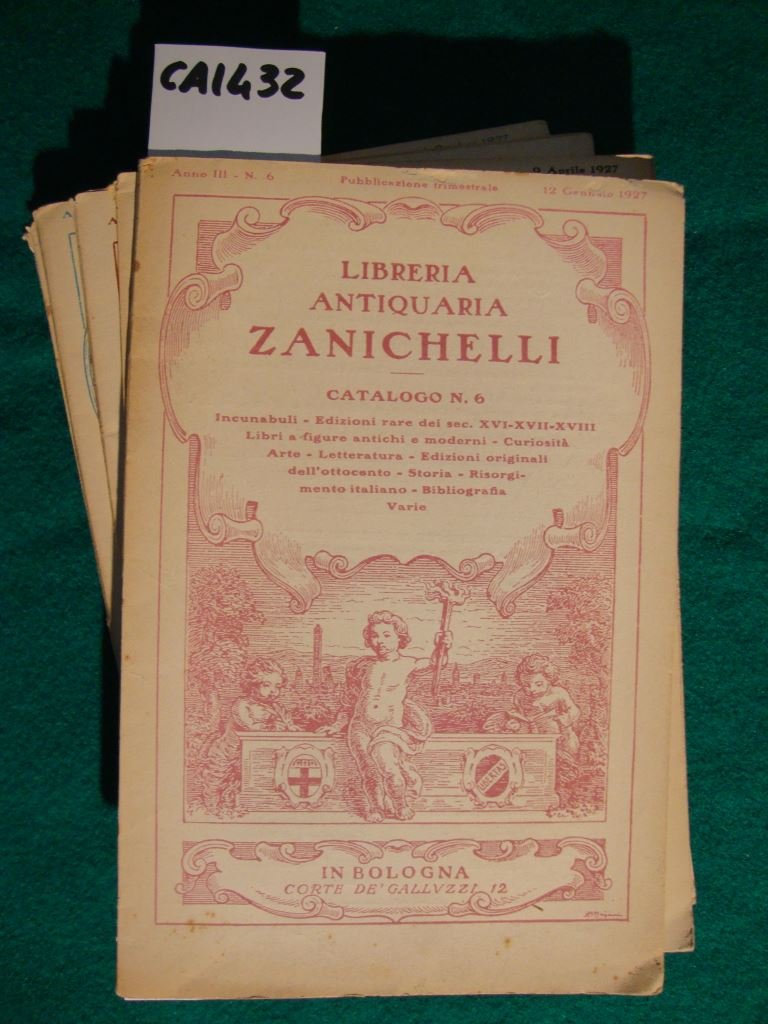 CA1432
1927
9 Aprile 1927
Anno III - N. 6
Pubblicazione trimestrale
12 Gennaio 1927
LIBRERIA
ANTIQUARIA
ZANICHELLI
CATALOGO N. 6
Incunabuli - Edizioni rare dei sec. XVI-XVII-XVIII
Libri a figure antichi e moderni - Curiosità
Arte - Letteratura - Edizioni originali
dell'ottocento - Storia - Risorgi-
mento italiano - Bibliografia
Varie
IN BOLOGNA
CORTE DE' GALLVZZI 12